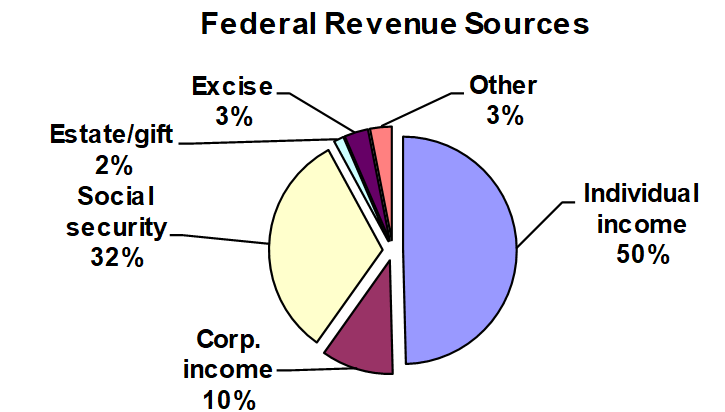 Federal Revenue Sources
Excise
3%
Other
3%
Estate/gift
2%
Social
security
32%
Individual
income
50%
Corp.
income
10%